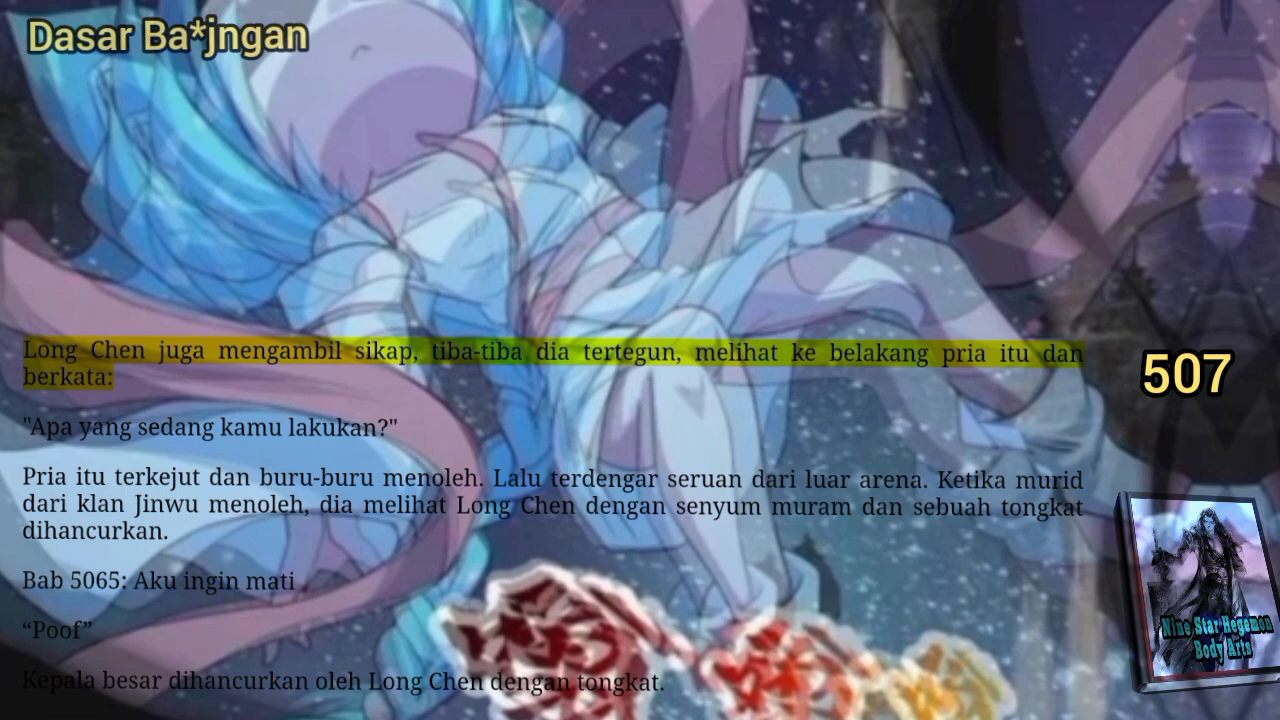 Dasar Ba*jngan
Long Chen juga mengambil sikap, tiba-tiba dia tertegun, melihat ke belakang pria itu dan
berkata:
"Apa yang sedang kamu lakukan?"
Pria itu terkejut dan buru-buru menoleh. Lalu terdengar seruan dari luar arena. Ketika murid
dari klan Jinwu menoleh, dia melihat Long Chen dengan senyum muram dan sebuah tongkat
dihancurkan.
Bab 5065: Aku ingin mati
“Poof”
Kepala besar dihancurkan oleh Long Chen dengan tongkat.
507
Nine Star Hegemon
Body Arts